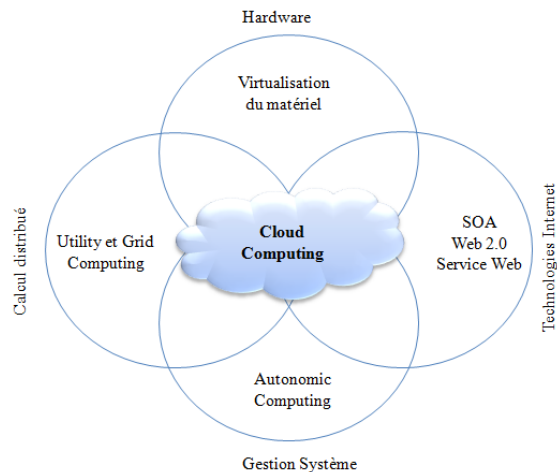 Hardware
Virtualisation
du matériel
Calcul distribué
Utility et Grid
Computing
Cloud
Computing
SOA
Web 2.0
Service Web
Technologies Internet
Autonomic
Computing
Gestion Système